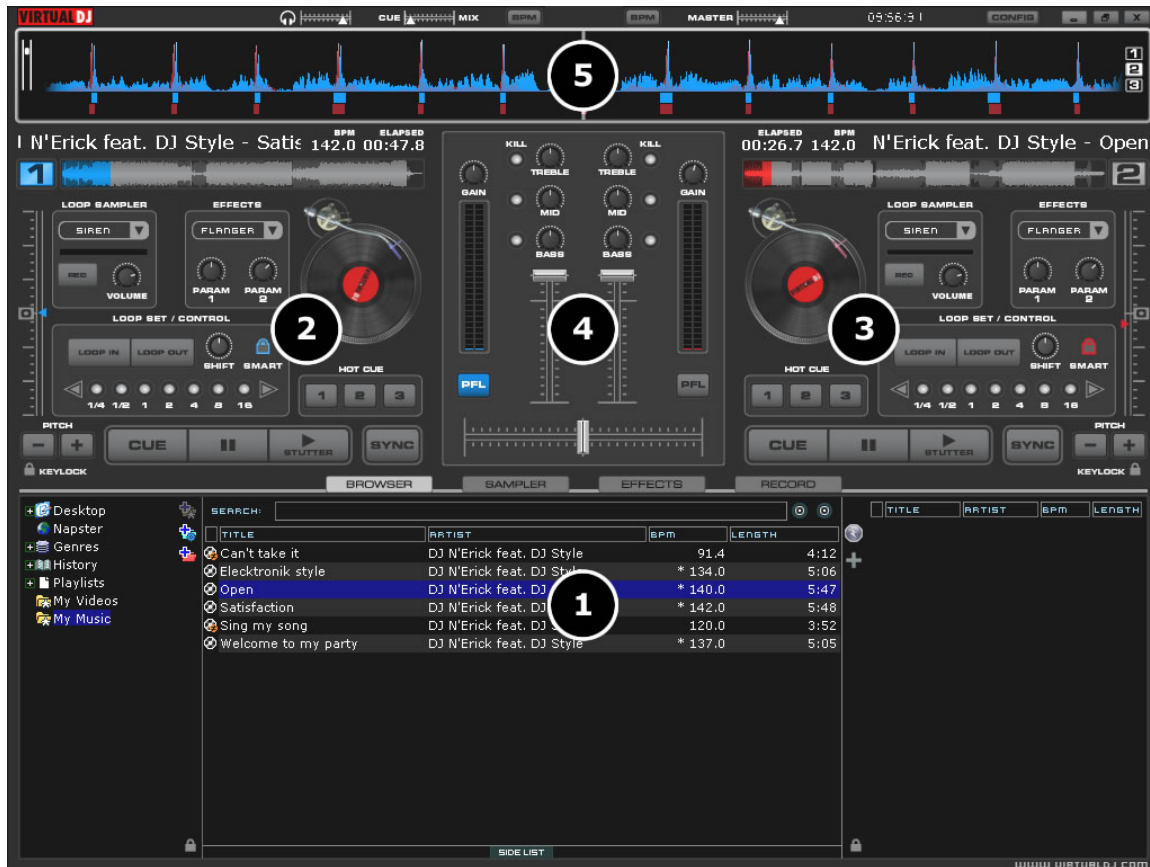 VIRTUAL DJ
CUE MIX BPM BPM MASTER 09:56:31 CONFIG X
5
1
2
3
N'Erick feat. DJ Style - Satis BPM 142.0 ELAPSED 00:47.8
ELAPSED 00:26.7 BPM 142.0 N'Erick feat. DJ Style - Open
1
2
LOOP SAMPLER EFFECTS
SIREN FLANGER
REC VOLUME PARAM 1 PARAM 2
2
LOOP SET / CONTROL
LOOP IN LOOP OUT SHIFT SMART
1/4 1/2 1 2 4 8 16
HOT CUE
1 2 3
PITCH
- +
CUE STUTTER SYNC
KEYLOCK
KILL TREBLE TREBLE KILL
GAIN MID MID GAIN
BASS BASS
4
PFL PFL
LOOP SAMPLER EFFECTS
SIREN FLANGER
REC VOLUME PARAM 1 PARAM 2
3
LOOP SET / CONTROL
LOOP IN LOOP OUT SHIFT SMART
1/4 1/2 1 2 4 8 16
HOT CUE
1 2 3
PITCH
CUE STUTTER SYNC
- +
KEYLOCK
BROWSER SAMPLER EFFECTS RECORD
Desktop
Napster
Genres
History
Playlists
My Videos
My Music
SEARCH:
TITLE ARTIST BPM LENGTH
Can't take it DJ N'Erick feat. DJ Style 91.4 4:12
Elecktronik style DJ N'Erick feat. DJ Style * 134.0 5:06
Open DJ N'Erick feat. DJ * 140.0 5:47
Satisfaction DJ N'Erick feat. DJ * 142.0 5:48
Sing my song DJ N'Erick feat. DJ 120.0 3:52
Welcome to my party DJ N'Erick feat. DJ Style * 137.0 5:05
1
SIDE LIST
TITLE ARTIST BPM LENGTH
WWW.VIRTUALDJ.COM